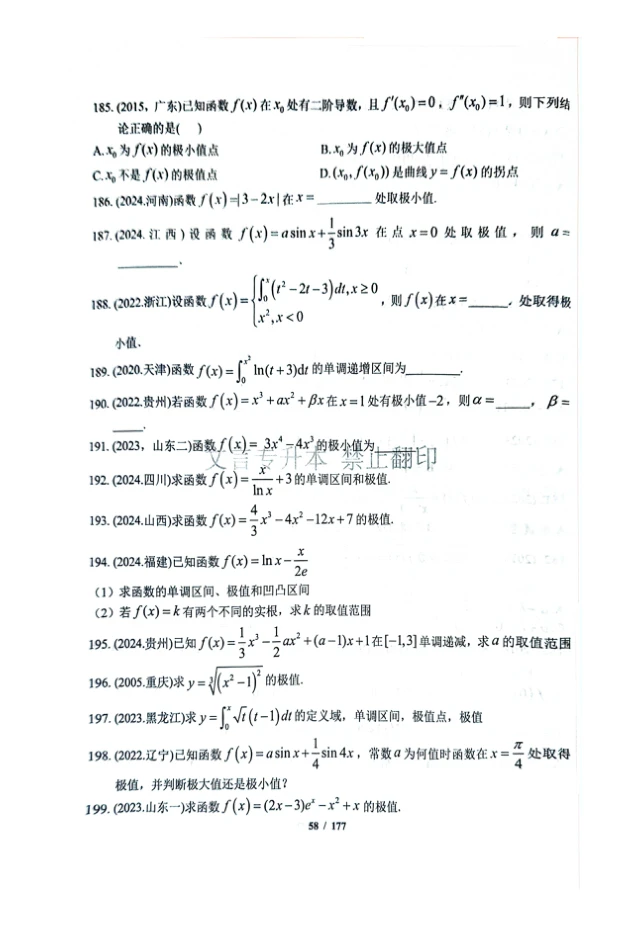 185. (2015, 广东)已知函数 f(x) 在 x₀ 处有二阶导数, 且 f′(x₀)=0, f″(x₀)=1, 则下列结
论正确的是( )
A. x₀ 为 f(x) 的极小值点 B. x₀ 为 f(x) 的极大值点
C. x₀ 不是 f(x) 的极值点 D. (x₀, f(x₀)) 是曲线 y = f(x) 的拐点
186. (2024.河南)函数 f(x)=|3−2x| 在 x = ______ 处取极小值.
187. (2024. 江西) 设函数 f(x)=a sin x + 1/3 sin 3x 在点 x=0 处取极值, 则 a=
______.
188. (2022.浙江)设函数 f(x)={∫₀ˣ(t²−2t−3)dt, x≥0
x², x<0 , 则 f(x) 在 x = ______. 处取得极
小值.
189. (2020.天津)函数 f(x)=∫₀^(x²) ln(t+3)dt 的单调递增区间为______.
190. (2022.贵州)若函数 f(x)=x³+αx²+βx 在 x=1 处有极小值−2, 则 α=____, β=
____.
191. (2023, 山东二)函数 f(x)= 3x⁴−4x³的极小值为____
文言专升本 禁止翻印
192. (2024.四川)求函数 f(x)= x/ln x +3 的单调区间和极值.
193. (2024.山西)求函数 f(x)= 4/3 x³−4x²−12x+7 的极值.
194. (2024.福建)已知函数 f(x)=ln x − x/2e
(1) 求函数的单调区间、极值和凹凸区间
(2) 若 f(x)=k 有两个不同的实根, 求 k 的取值范围
195. (2024.贵州)已知 f(x)= 1/3 x³ − 1/2 ax²+(a−1)x+1 在[−1,3]单调递减, 求 a 的取值范围
196. (2005.重庆)求 y=∛((x²−1)²) 的极值.
197. (2023.黑龙江)求 y=∫₀ˣ √t(t−1)dt 的定义域, 单调区间, 极值点, 极值
198. (2022.辽宁)已知函数 f(x)=a sin x + 1/4 sin 4x, 常数 a 为何值时函数在 x= π/4 处取得
极值, 并判断极大值还是极小值?
199. (2023.山东一)求函数 f(x)=(2x−3)eˣ−x²+x 的极值.
58 / 177